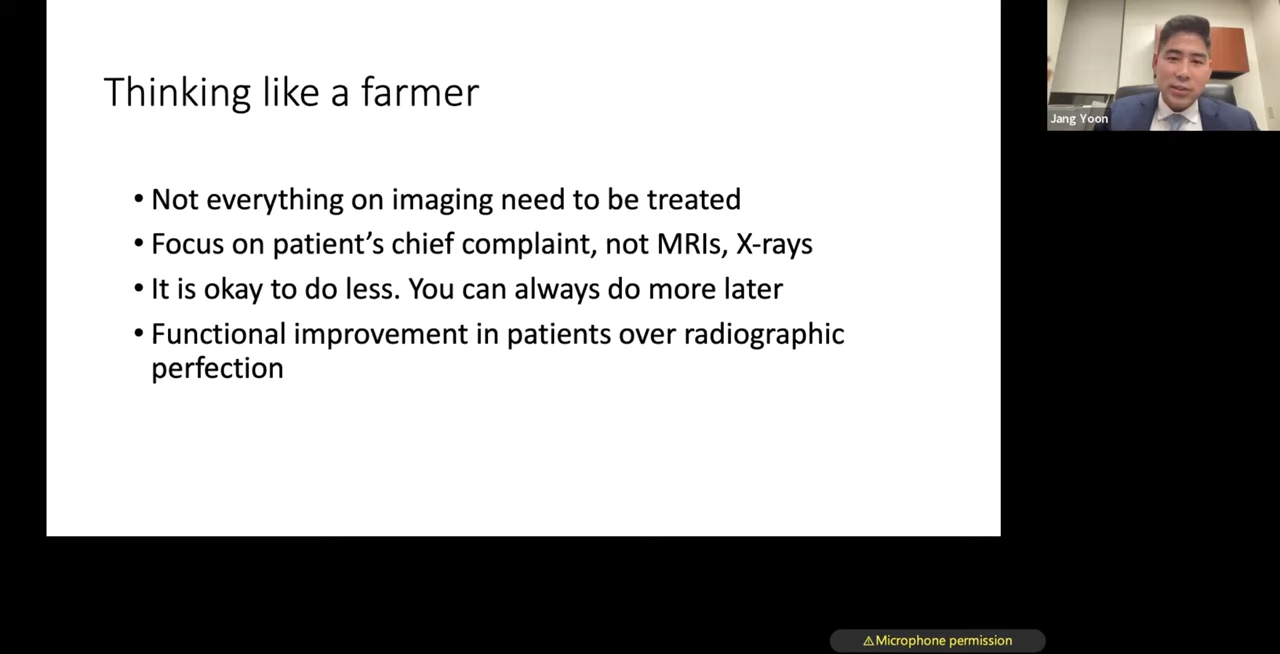 Thinking like a farmer
• Not everything on imaging need to be treated
• Focus on patient’s chief complaint, not MRIs, X-rays
• It is okay to do less. You can always do more later
• Functional improvement in patients over radiographic
perfection
Jang Yoon
⚠Microphone permission